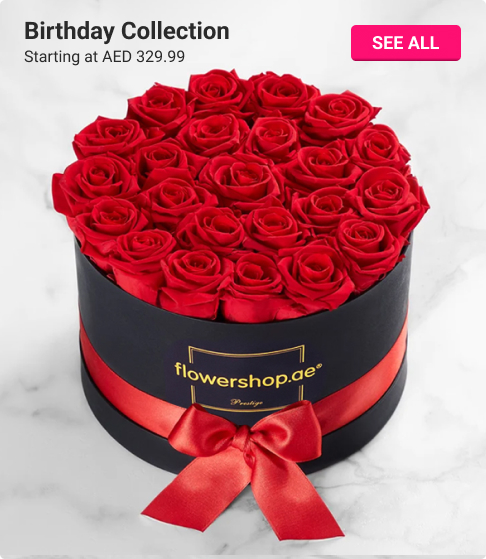 Birthday Collection
Starting at AED 329.99
SEE ALL
flowershop.ae®
Prestige